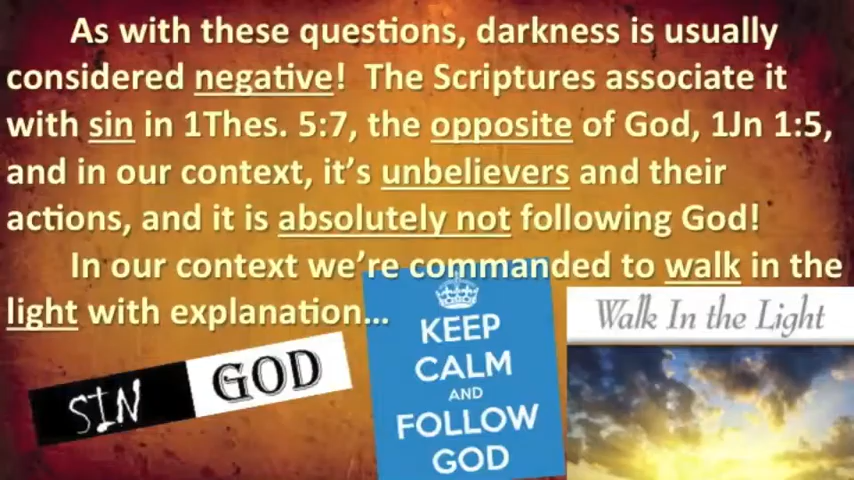 As with these questions, darkness is usually
considered negative! The Scriptures associate it
with sin in 1Thes. 5:7, the opposite of God, 1Jn 1:5,
and in our context, it's unbelievers and their
actions, and it is absolutely not following God!
In our context we're commanded to walk in the
light with explanation...
SIN GOD
KEEP
CALM
AND
FOLLOW
GOD
Walk In the Light